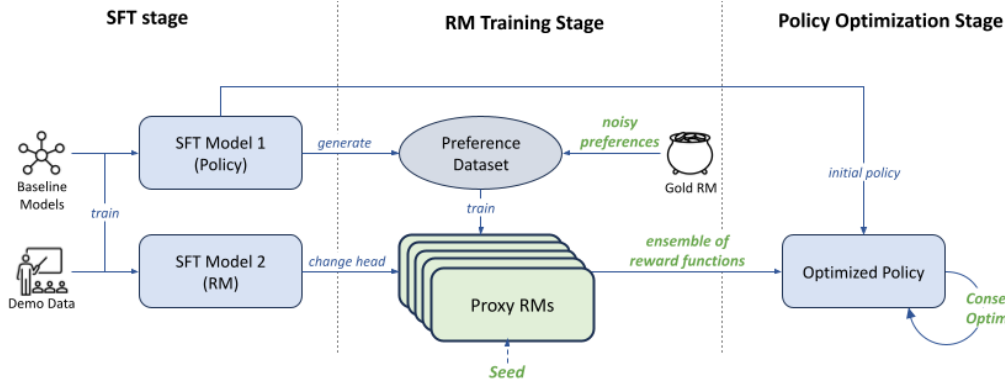 SFT stage
RM Training Stage
Policy Optimization Stage
Baseline
Models
train
Demo Data
SFT Model 1
(Policy)
SFT Model 2
(RM)
generate
change head
Preference
Dataset
noisy
preferences
Gold RM
train
Proxy RMs
Seed
ensemble of
reward functions
initial policy
Optimized Policy
Conse
Optim